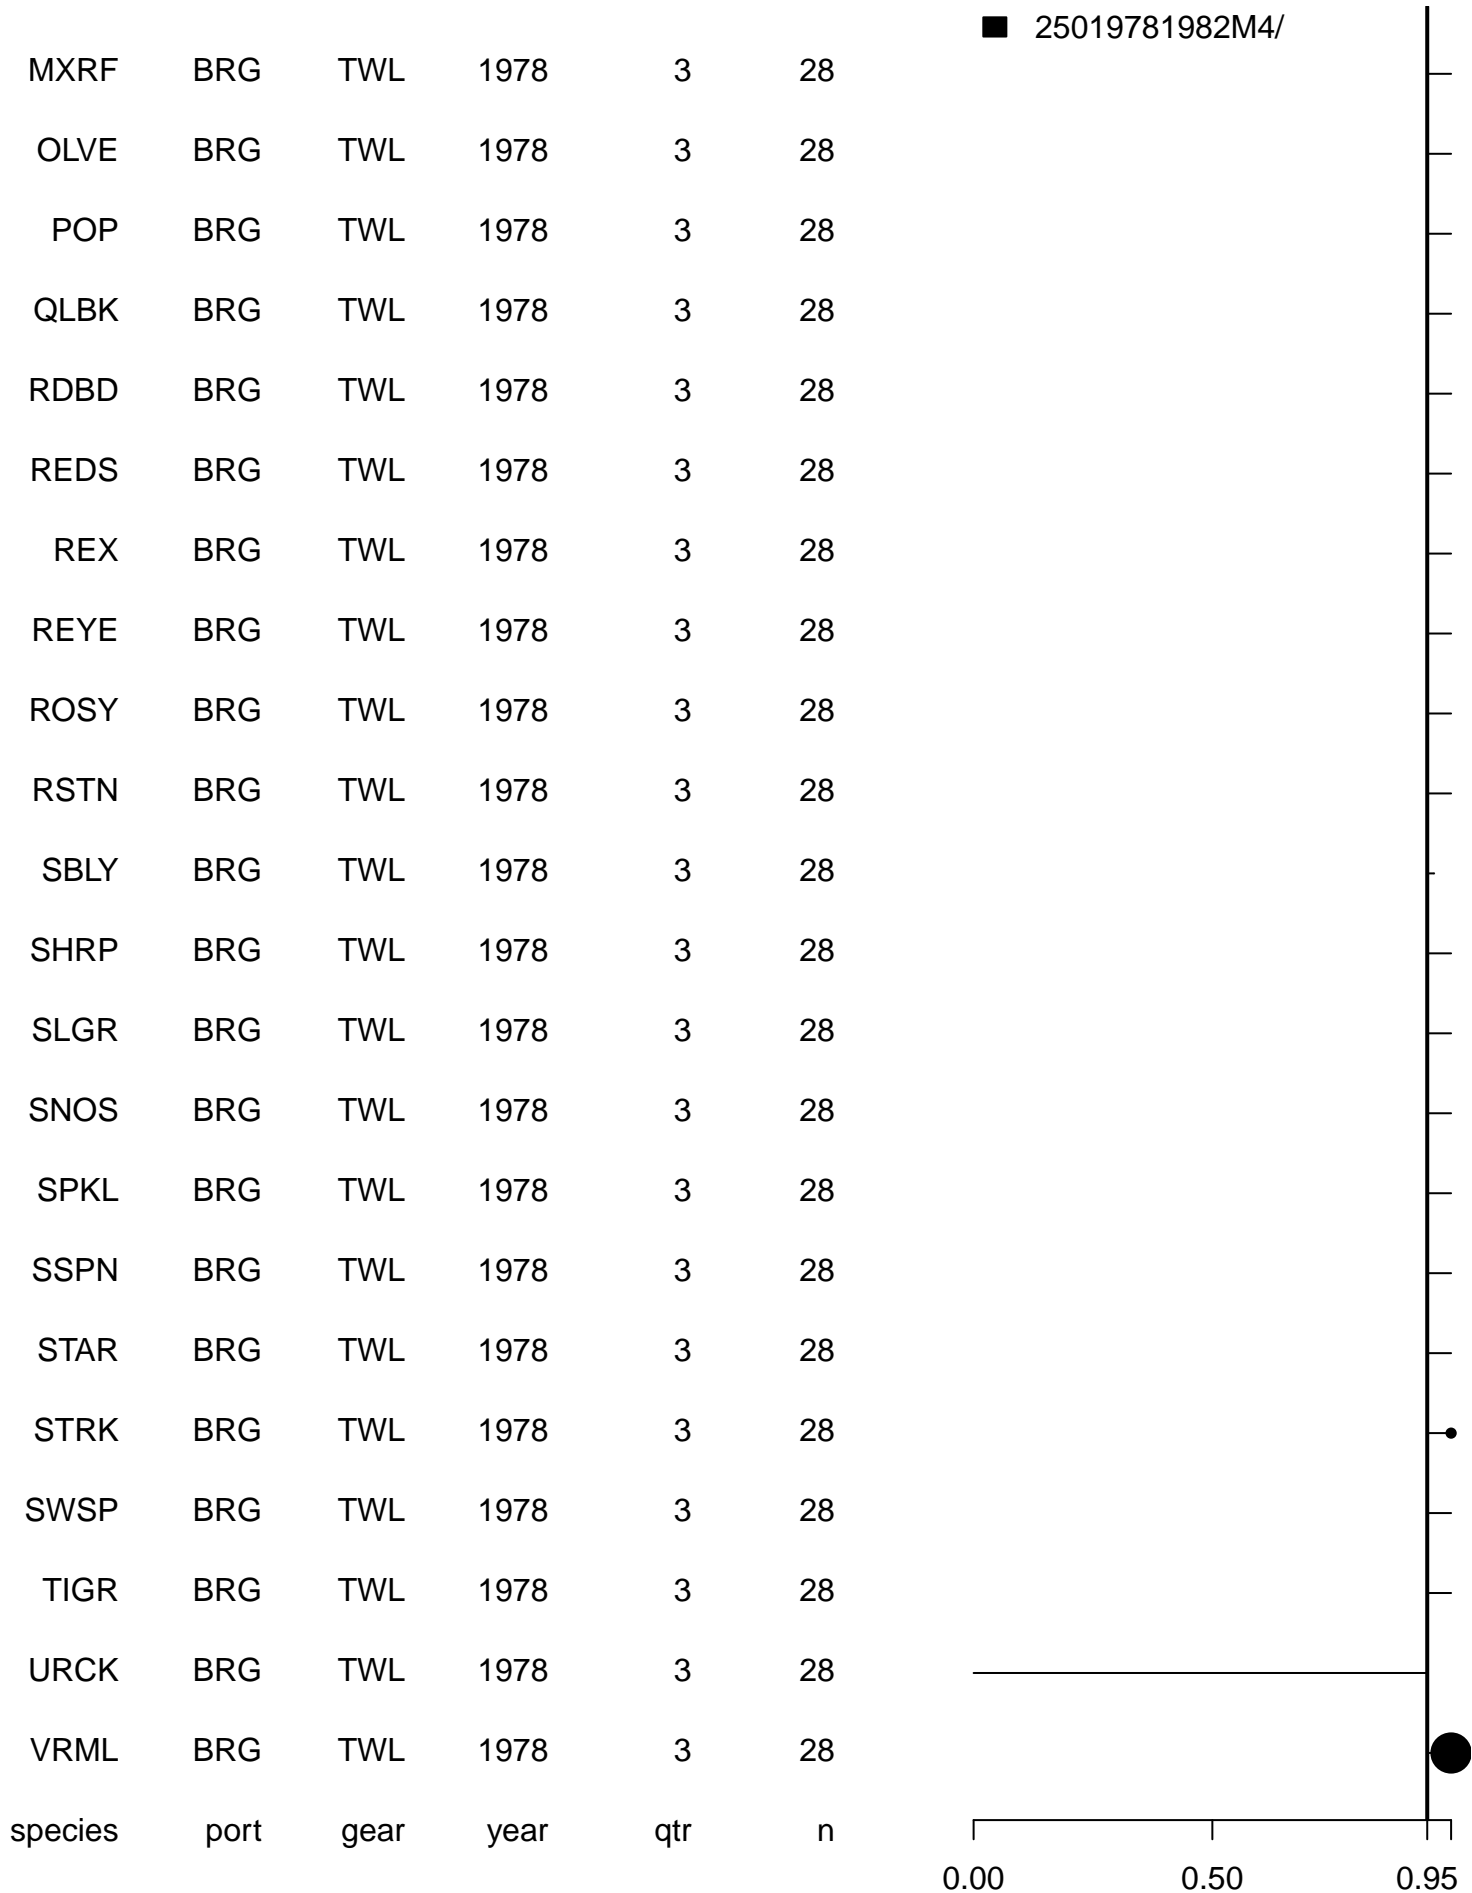 25019781982M4/
MXRF BRG TWL 1978 3 28
OLVE BRG TWL 1978 3 28
POP BRG TWL 1978 3 28
QLBK BRG TWL 1978 3 28
RDBD BRG TWL 1978 3 28
REDS BRG TWL 1978 3 28
REX BRG TWL 1978 3 28
REYE BRG TWL 1978 3 28
ROSY BRG TWL 1978 3 28
RSTN BRG TWL 1978 3 28
SBLY BRG TWL 1978 3 28
SHRP BRG TWL 1978 3 28
SLGR BRG TWL 1978 3 28
SNOS BRG TWL 1978 3 28
SPKL BRG TWL 1978 3 28
SSPN BRG TWL 1978 3 28
STAR BRG TWL 1978 3 28
STRK BRG TWL 1978 3 28
SWSP BRG TWL 1978 3 28
TIGR BRG TWL 1978 3 28
URCK BRG TWL 1978 3 28
VRML BRG TWL 1978 3 28
species port gear year qtr n
0.00 0.50 0.95